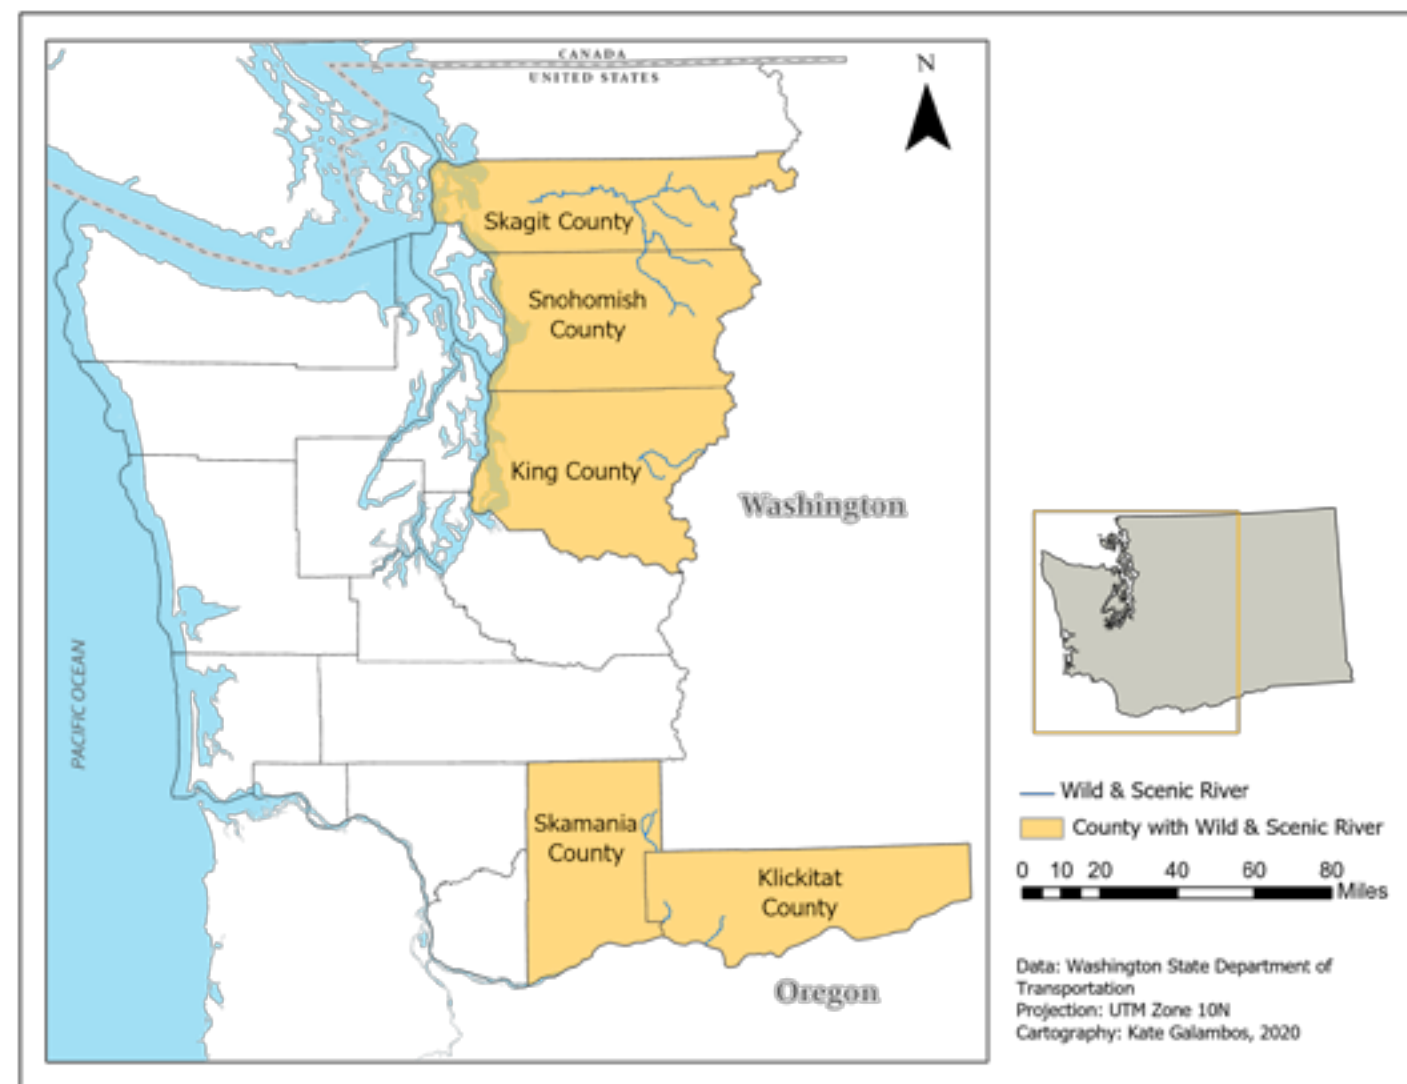 CANADA
UNITED STATES
N
Skagit County
Snohomish
County
King County
Washington
PACIFIC OCEAN
Skamania
County
Klickitat
County
Oregon
Wild & Scenic River
County with Wild & Scenic River
0 10 20 40 60 80
Miles
Data: Washington State Department of
Transportation
Projection: UTM Zone 10N
Cartography: Kate Galambos, 2020